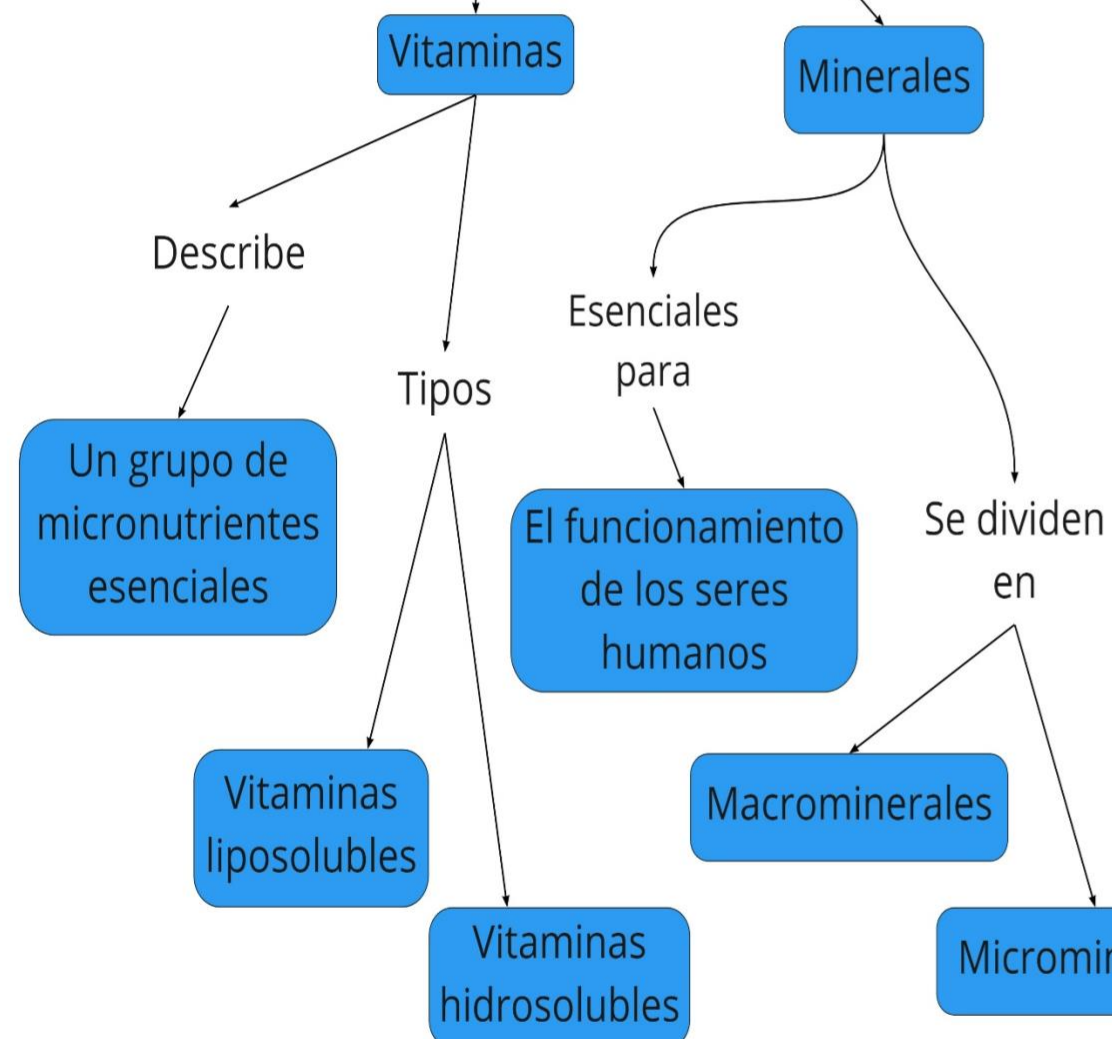 Vitaminas
Minerales
Describe
Esenciales
para
Tipos
Un grupo de
micronutrientes
esenciales
El funcionamiento
de los seres
humanos
Se dividen
en
Vitaminas
liposolubles
Macrominerales
Vitaminas
hidrosolubles